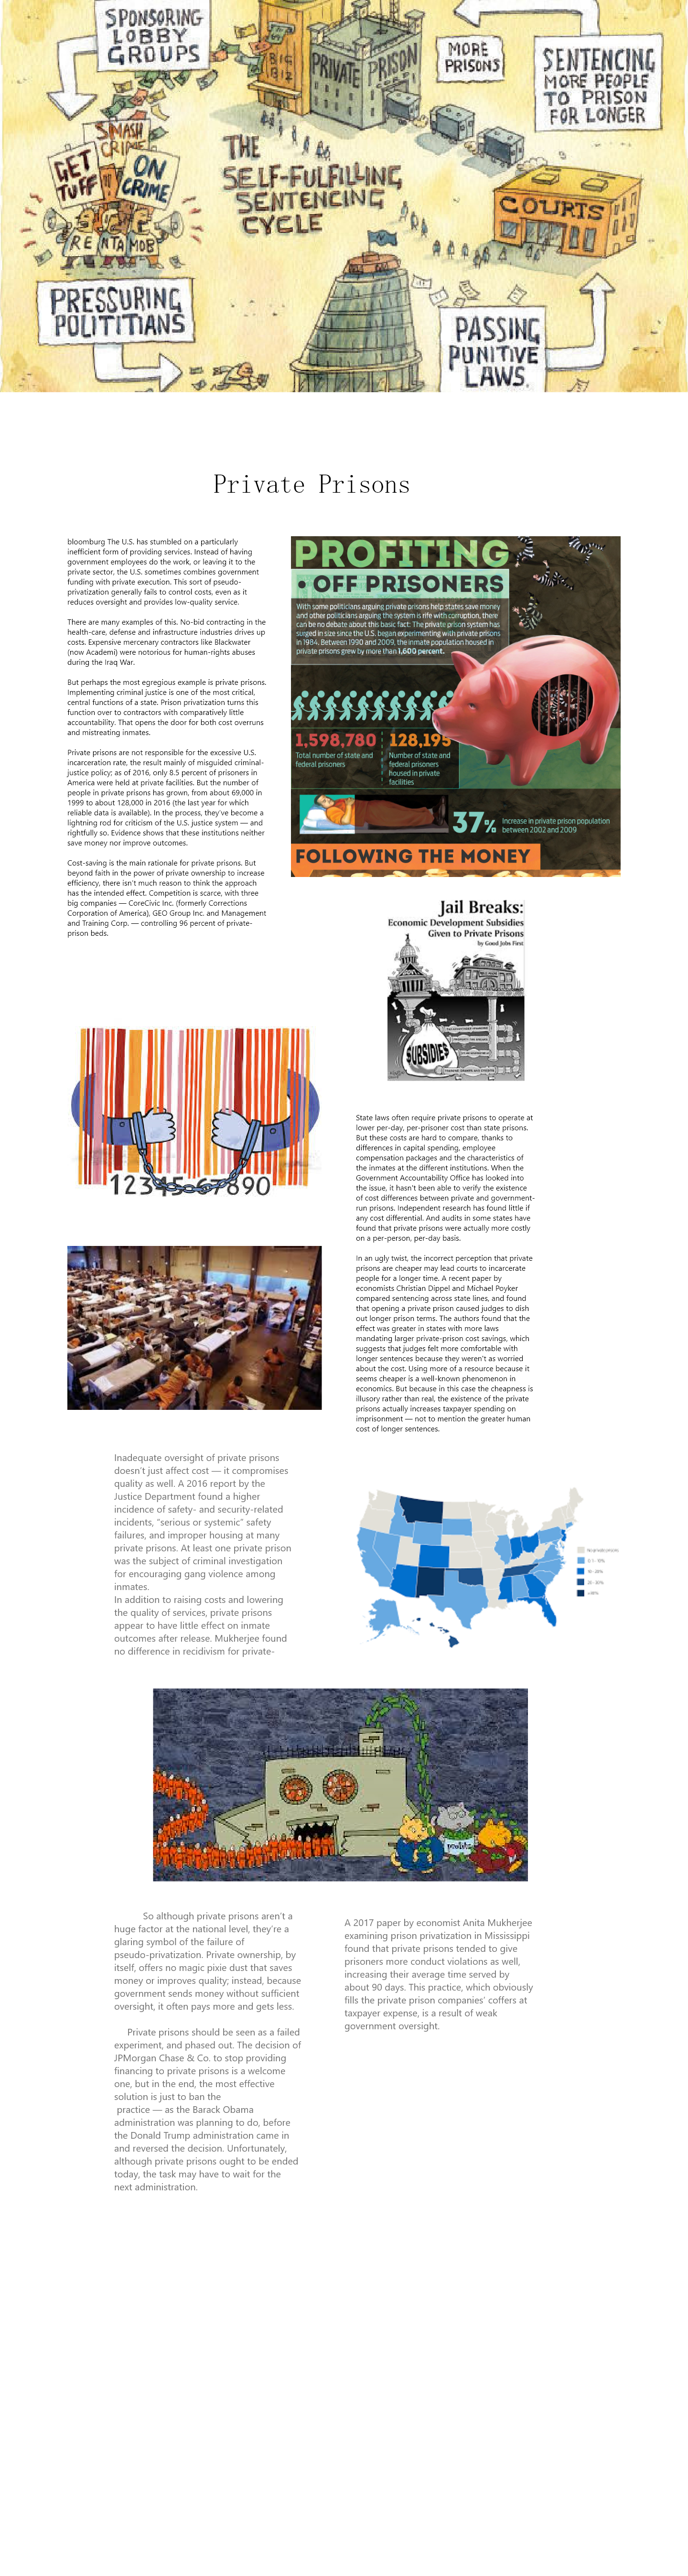 SPONSORING
LOBBY
GROUPS
BIG
BIZ
PRIVATE PRISON
MORE
PRISONS
SENTENCING
MORE PEOPLE
TO PRISON
FOR LONGER
SMASH
CRIME
GET
TUFF
ON
CRIME
RENTAMOB
THE
SELF-FULFILLING
SENTENCING
CYCLE
COURTS
PRESSURING
POLITITIANS
PASSING
PUNITIVE
LAWS.
Private Prisons
bloomburg The U.S. has stumbled on a particularly
inefficient form of providing services. Instead of having
government employees do the work, or leaving it to the
private sector, the U.S. sometimes combines government
funding with private execution. This sort of pseudo-
privatization generally fails to control costs, even as it
reduces oversight and provides low-quality service.
There are many examples of this. No-bid contracting in the
health-care, defense and infrastructure industries drives up
costs. Expensive mercenary contractors like Blackwater
(now Academi) were notorious for human-rights abuses
during the Iraq War.
But perhaps the most egregious example is private prisons.
Implementing criminal justice is one of the most critical,
central functions of a state. Prison privatization turns this
function over to contractors with comparatively little
accountability. That opens the door for both cost overruns
and mistreating inmates.
Private prisons are not responsible for the excessive U.S.
incarceration rate, the result mainly of misguided criminal-
justice policy; as of 2016, only 8.5 percent of prisoners in
America were held at private facilities. But the number of
people in private prisons has grown, from about 69,000 in
1999 to about 128,000 in 2016 (the last year for which
reliable data is available). In the process, they've become a
lightning rod for criticism of the U.S. justice system — and
rightfully so. Evidence shows that these institutions neither
save money nor improve outcomes.
Cost-saving is the main rationale for private prisons. But
beyond faith in the power of private ownership to increase
efficiency, there isn't much reason to think the approach
has the intended effect. Competition is scarce, with three
big companies — CoreCivic Inc. (formerly Corrections
Corporation of America), GEO Group Inc. and Management
and Training Corp. — controlling 96 percent of private-
prison beds.
PROFITING
• OFF PRISONERS
With some politicians arguing private prisons help states save money
and other politicians arguing the system is rife with corruption, there
can be no debate about this basic fact: The private prison system has
surged in size since the U.S. began experimenting with private prisons
in 1984. Between 1990 and 2009, the inmate population housed in
private prisons grew by more than 1,600 percent.
1,598,780
Total number of state and
federal prisoners
128,195
Number of state and
federal prisoners
housed in private
facilities
37% Increase in private prison population
between 2002 and 2009
FOLLOWING THE MONEY
Jail Breaks:
Economic Development Subsidies
Given to Private Prisons
by Good Jobs First
SUBSIDIES
1234567890
State laws often require private prisons to operate at
lower per-day, per-prisoner cost than state prisons.
But these costs are hard to compare, thanks to
differences in capital spending, employee
compensation packages and the characteristics of
the inmates at the different institutions. When the
Government Accountability Office has looked into
the issue, it hasn't been able to verify the existence
of cost differences between private and government-
run prisons. Independent research has found little if
any cost differential. And audits in some states have
found that private prisons were actually more costly
on a per-person, per-day basis.
In an ugly twist, the incorrect perception that private
prisons are cheaper may lead courts to incarcerate
people for a longer time. A recent paper by
economists Christian Dippel and Michael Poyker
compared sentencing across state lines, and found
that opening a private prison caused judges to dish
out longer prison terms. The authors found that the
effect was greater in states with more laws
mandating larger private-prison cost savings, which
suggests that judges felt more comfortable with
longer sentences because they weren't as worried
about the cost. Using more of a resource because it
seems cheaper is a well-known phenomenon in
economics. But because in this case the cheapness is
illusory rather than real, the existence of the private
prisons actually increases taxpayer spending on
imprisonment — not to mention the greater human
cost of longer sentences.
Inadequate oversight of private prisons
doesn't just affect cost — it compromises
quality as well. A 2016 report by the
Justice Department found a higher
incidence of safety- and security-related
incidents, "serious or systemic" safety
failures, and improper housing at many
private prisons. At least one private prison
was the subject of criminal investigation
for encouraging gang violence among
inmates.
In addition to raising costs and lowering
the quality of services, private prisons
appear to have little effect on inmate
outcomes after release. Mukherjee found
no difference in recidivism for private-
So although private prisons aren't a
huge factor at the national level, they're a
glaring symbol of the failure of
pseudo-privatization. Private ownership, by
itself, offers no magic pixie dust that saves
money or improves quality; instead, because
government sends money without sufficient
oversight, it often pays more and gets less.
Private prisons should be seen as a failed
experiment, and phased out. The decision of
JPMorgan Chase & Co. to stop providing
financing to private prisons is a welcome
one, but in the end, the most effective
solution is just to ban the
practice — as the Barack Obama
administration was planning to do, before
the Donald Trump administration came in
and reversed the decision. Unfortunately,
although private prisons ought to be ended
today, the task may have to wait for the
next administration.
A 2017 paper by economist Anita Mukherjee
examining prison privatization in Mississippi
found that private prisons tended to give
prisoners more conduct violations as well,
increasing their average time served by
about 90 days. This practice, which obviously
fills the private prison companies' coffers at
taxpayer expense, is a result of weak
government oversight.